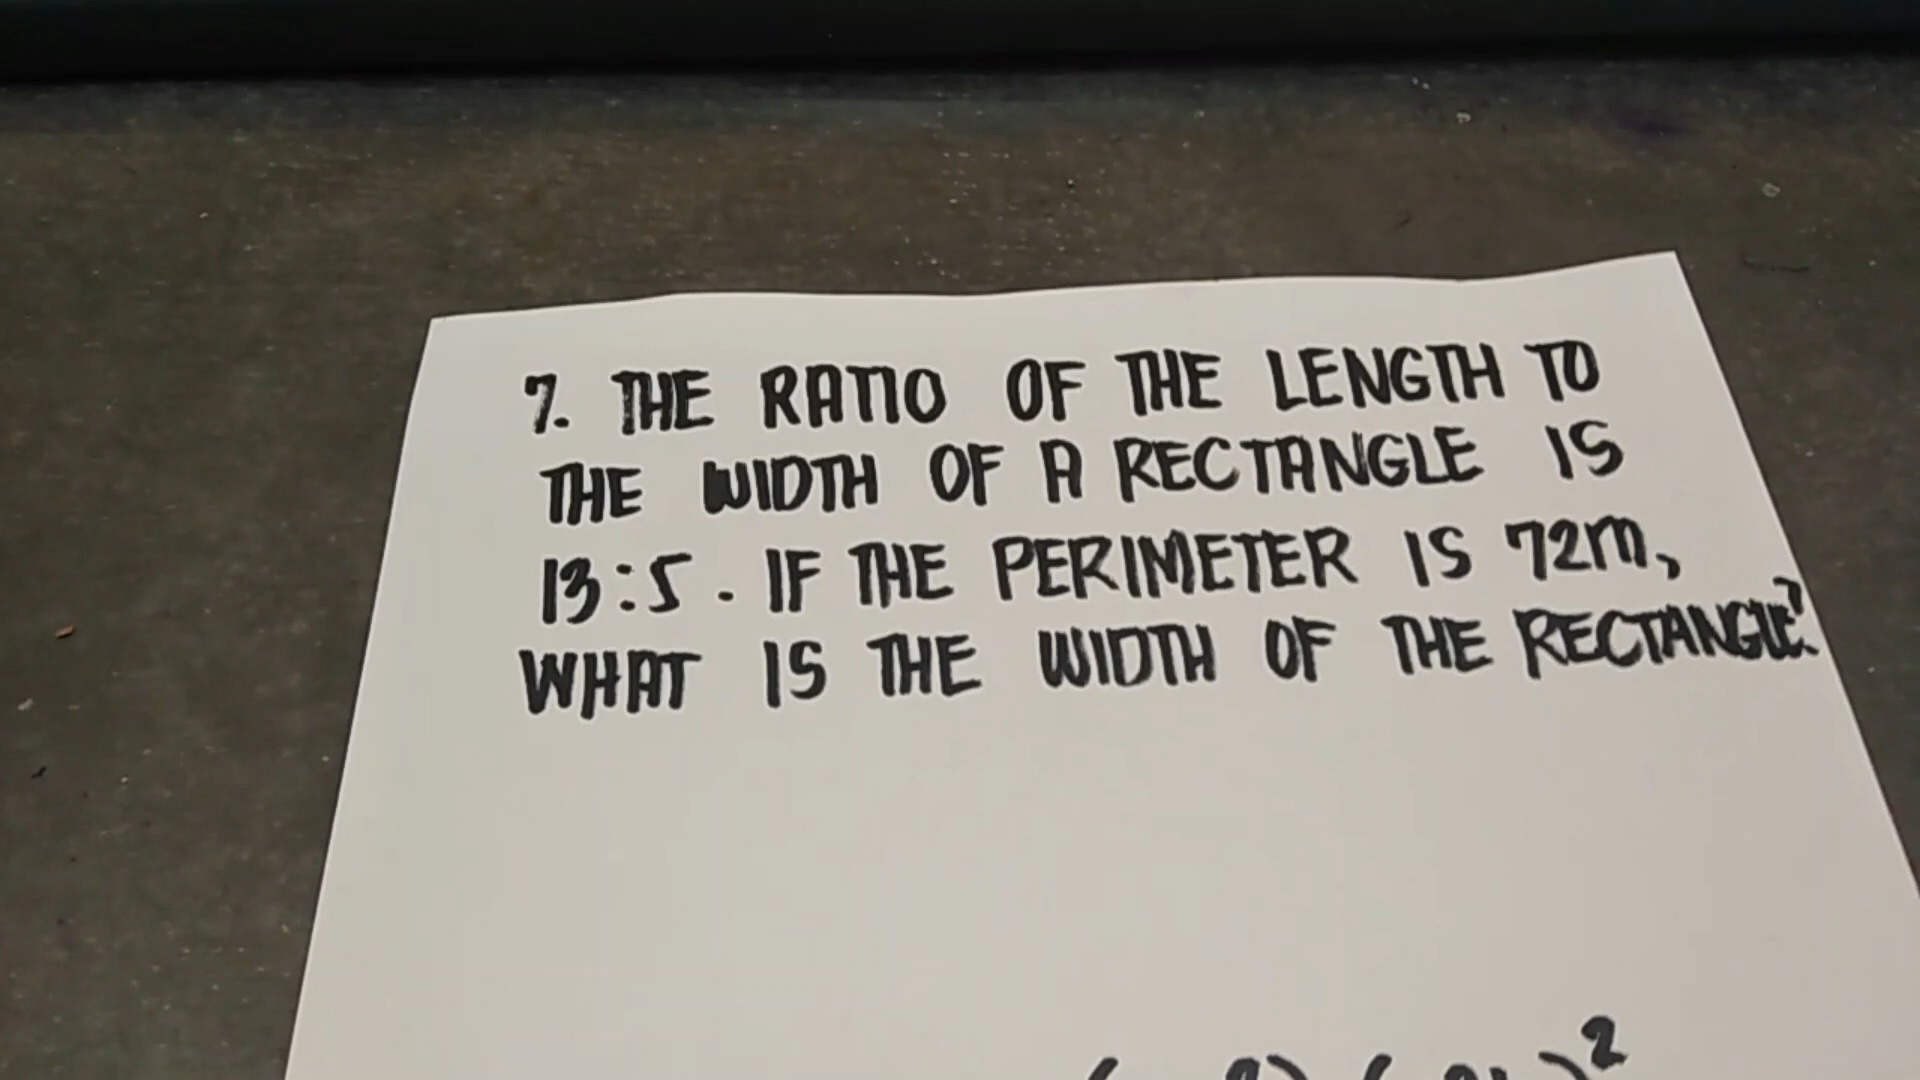 7. THE RATIO OF THE LENGTH TO
THE WIDTH OF A RECTANGLE IS
13:5. IF THE PERIMETER IS 72m,
WHAT IS THE WIDTH OF THE RECTANGLE?